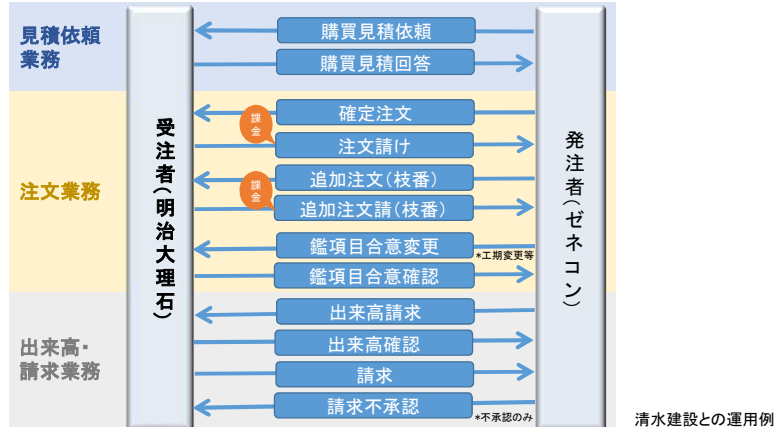 見積依頼
業務
購買見積依頼
購買見積回答
注文業務
確定注文
課金
注文請け
追加注文(枝番)
課金
追加注文請(枝番)
鑑項目合意変更
*工期変更等
鑑項目合意確認
出来高・
請求業務
出来高請求
出来高確認
請求
請求不承認
*不承認のみ
受注者(明治大理石)
発注者(ゼネコン)
清水建設との運用例